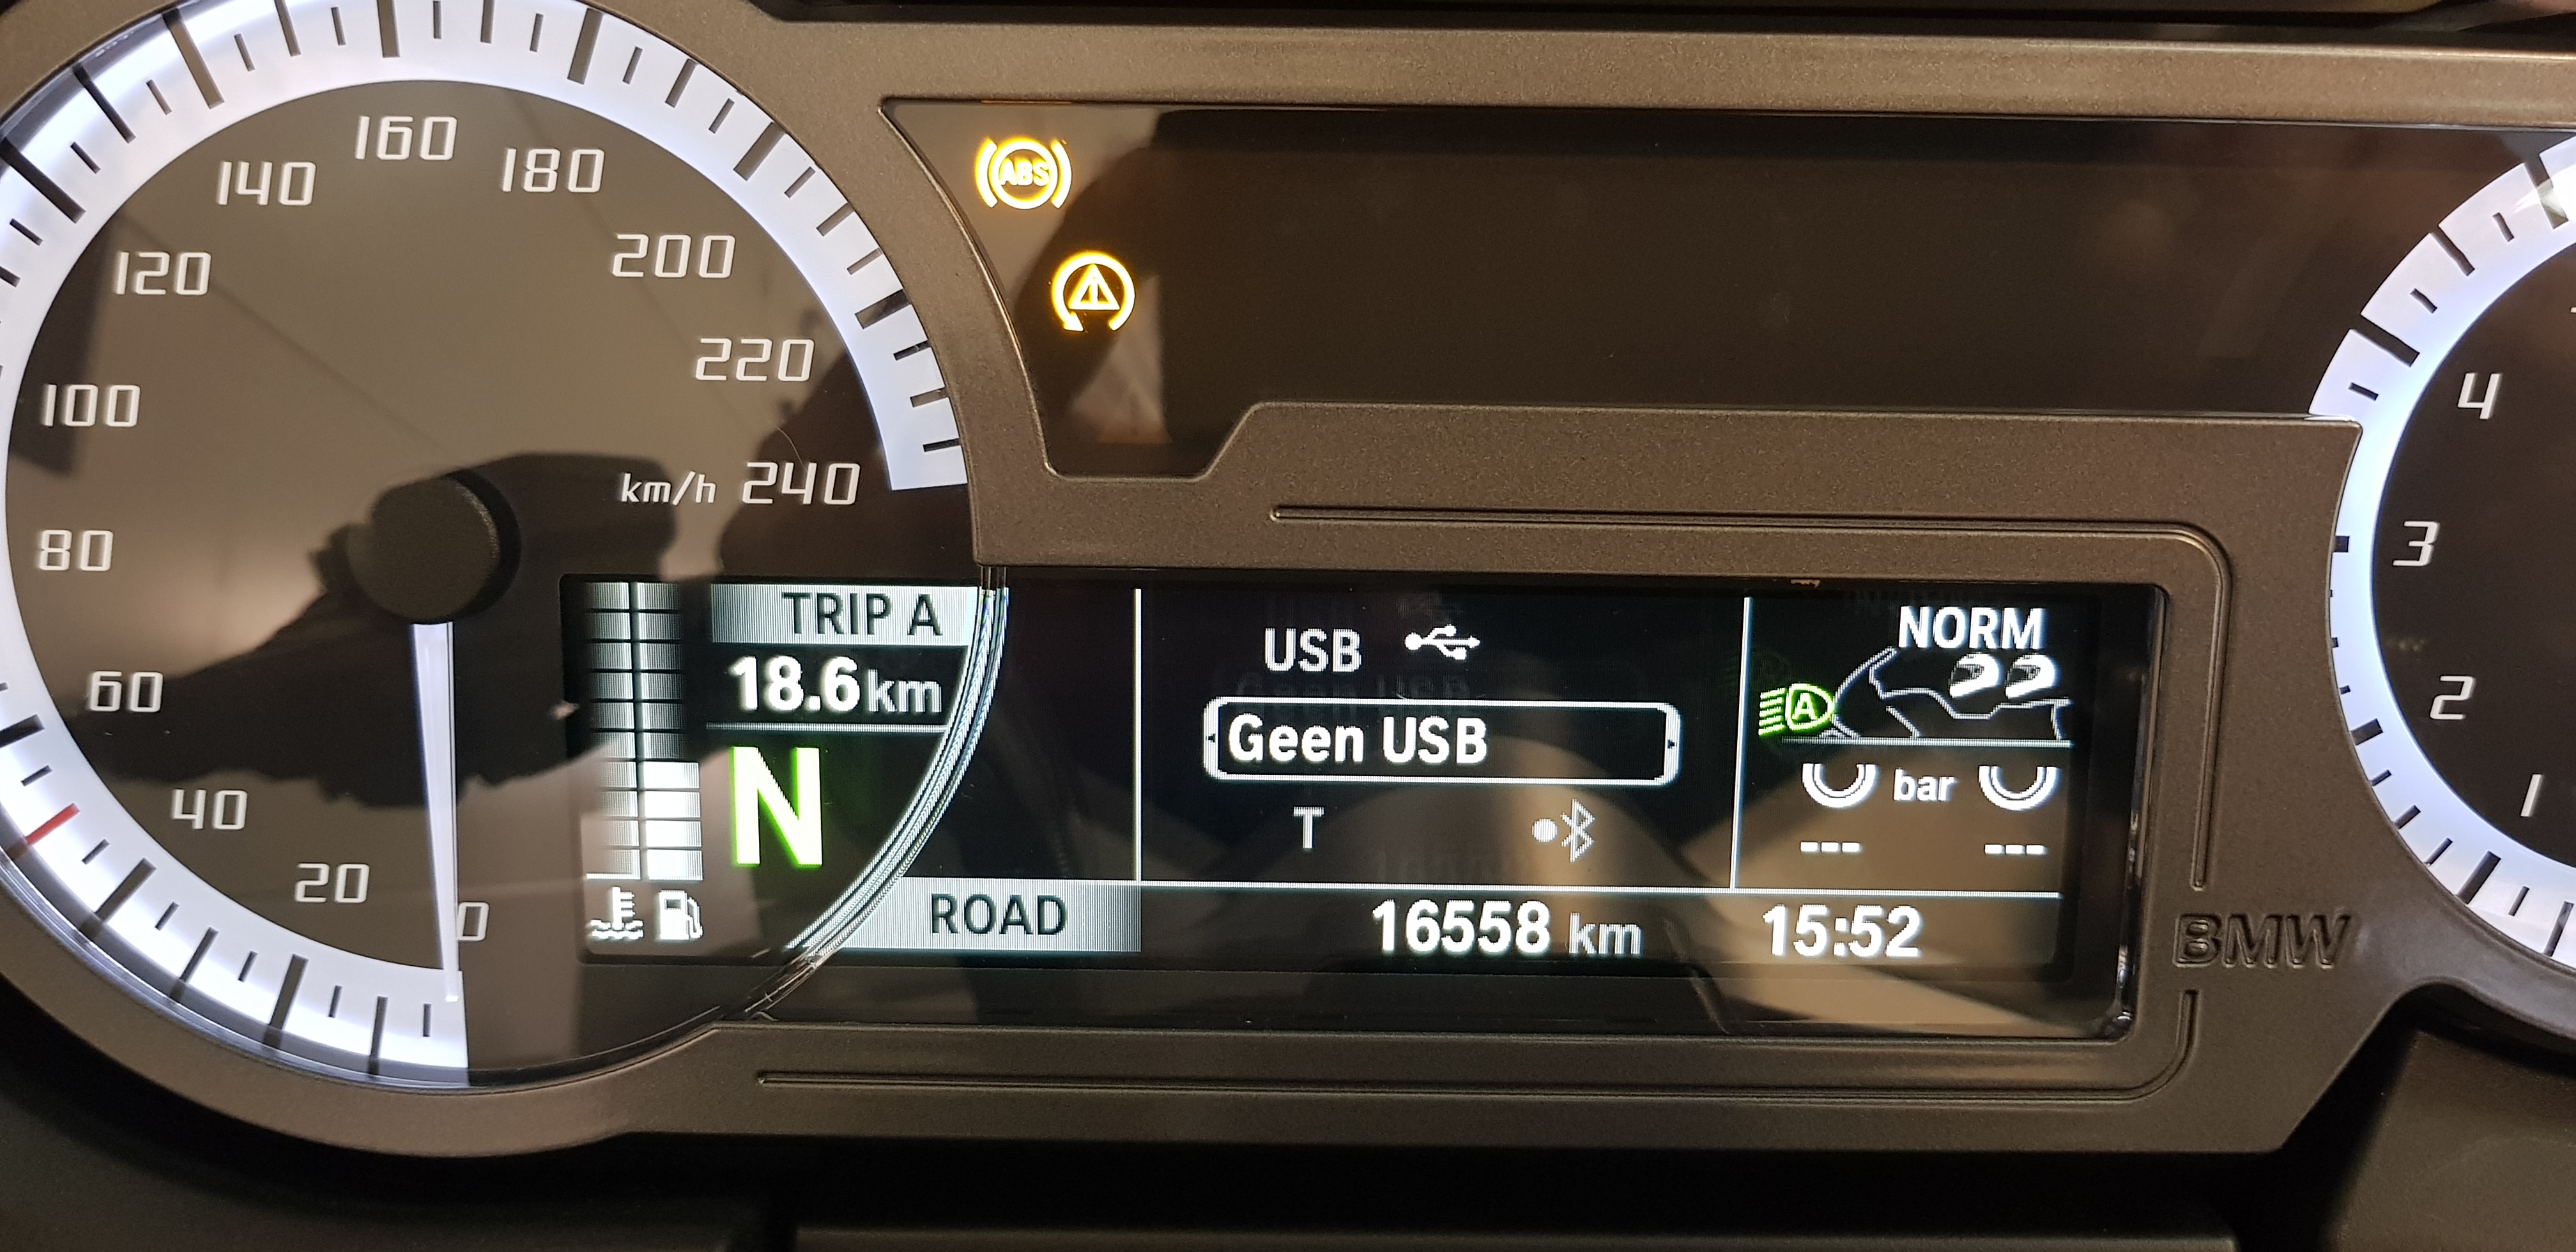 160
140
180
120
200
220
100
km/h 240
80
60
40
20
0
ABS
TRIP A
18.6 km
N
USB
Geen USB
T
NORM
A
bar
--- ---
ROAD
16558 km
15:52
BMW
4
3
2
1